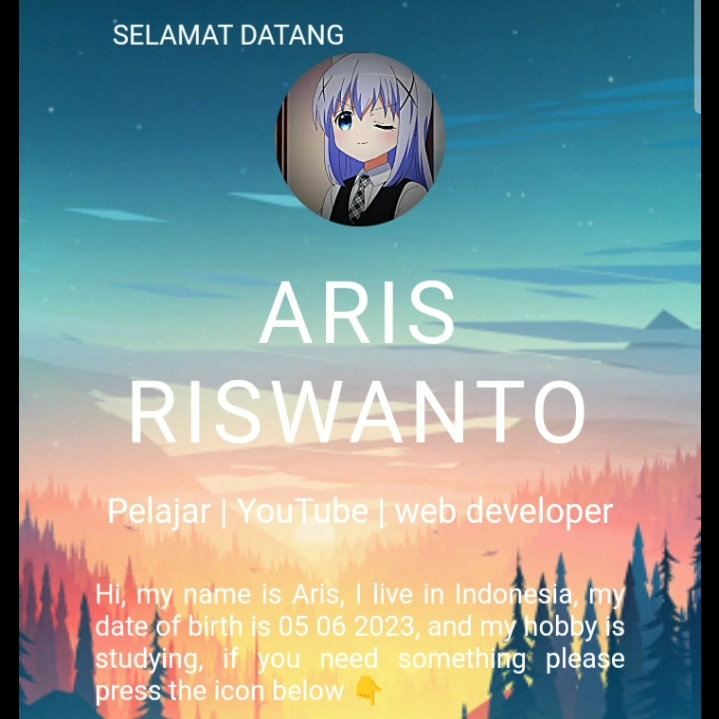 SELAMAT DATANG
ARIS
RISWANTO
Pelajar | YouTube | web developer
Hi, my name is Aris, I live in Indonesia, my
date of birth is 05 06 2023, and my hobby is
studying, if you need something please
press the icon below 👇